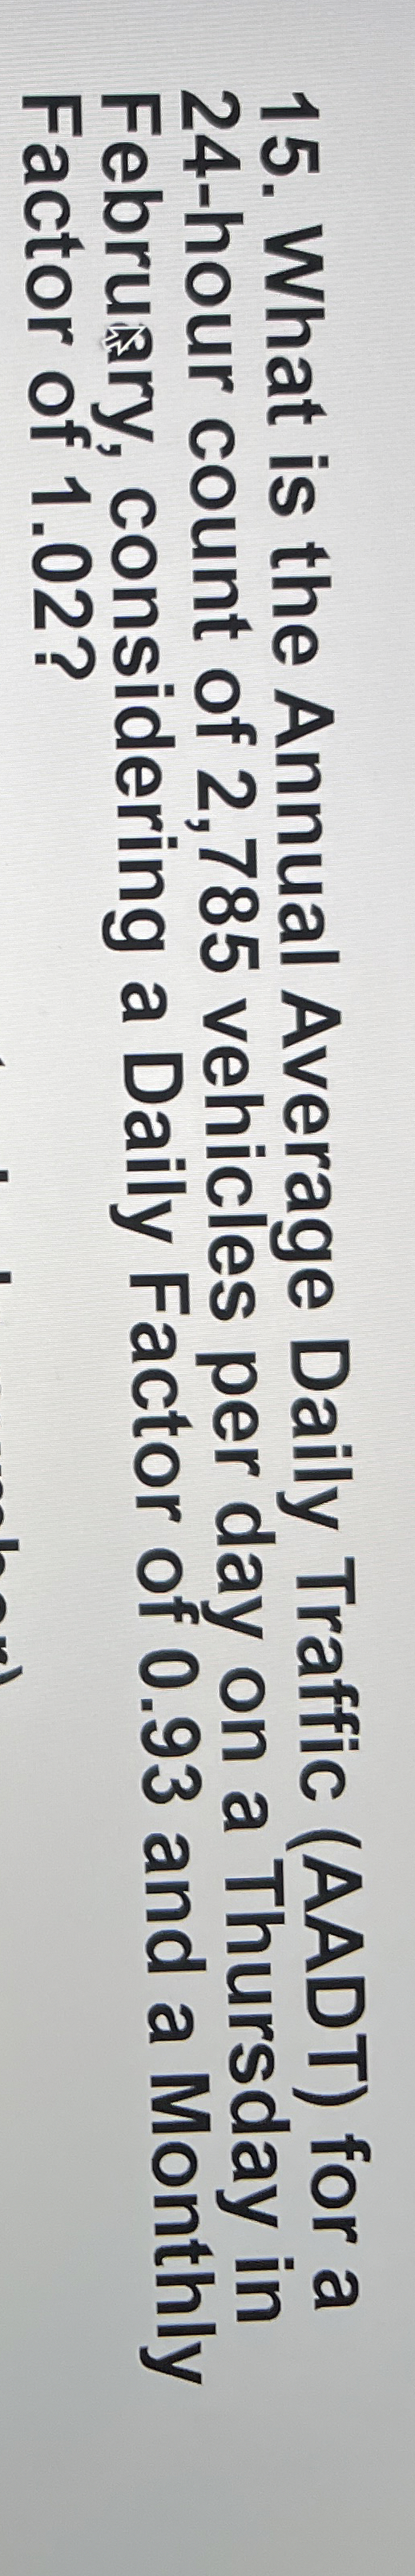 15. What is the Annual Average Daily Traffic (AADT) for a
24-hour count of 2,785 vehicles per day on a Thursday in
February, considering a Daily Factor of 0.93 and a Monthly
Factor of 1.02?